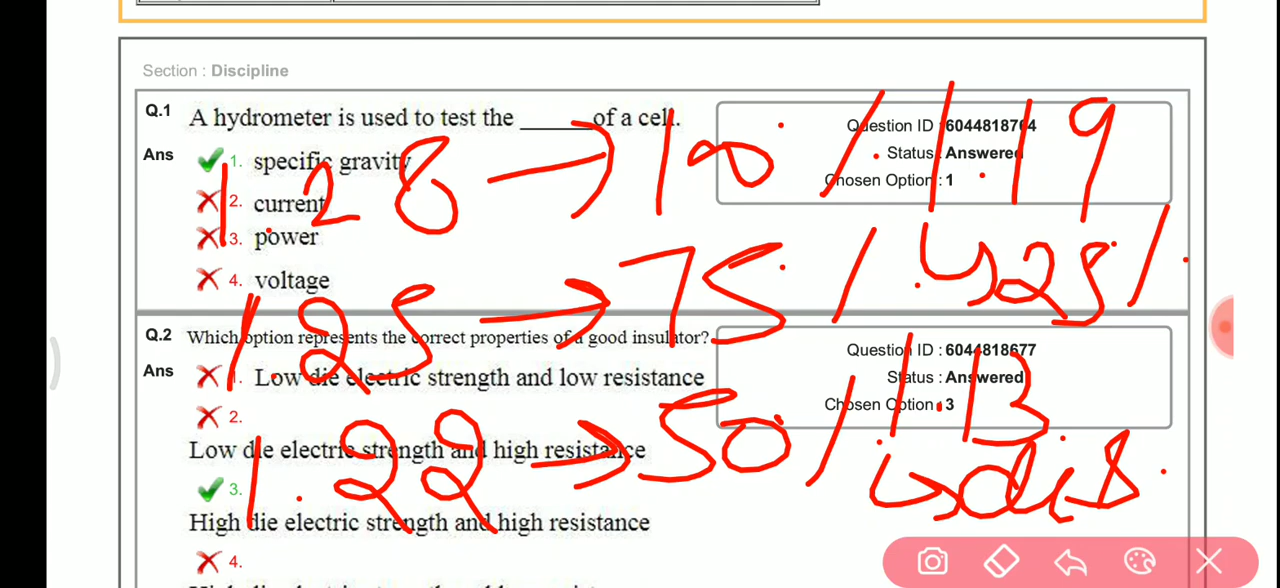 Section : Discipline
Q.1 A hydrometer is used to test the ______ of a cell.
Question ID : 6044818764
Status : Answered
Chosen Option : 1
Ans 1. specific gravity
2. current
3. power
4. voltage
1.28 → 100 %
1.19
1.25 → 75 %
Q.2 Which option represents the correct properties of a good insulator?
Question ID : 6044818677
Status : Answered
Chosen Option : 3
Ans 1. Low die electric strength and low resistance
2.
Low die electric strength and high resistance
3.
High die electric strength and high resistance
4.
1.22 → 50 %
1.13